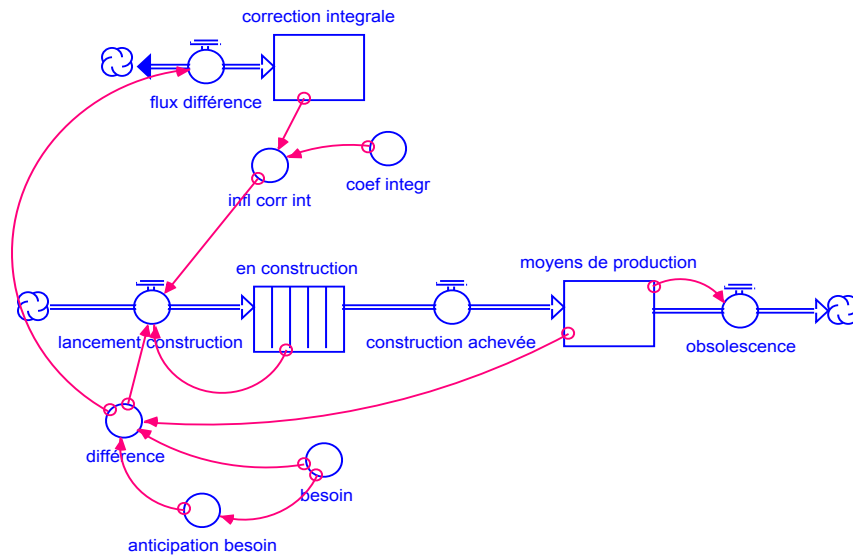 correction integrale
flux différence
coef integr
infl corr int
en construction
moyens de production
lancement construction
construction achevée
obsolescence
différence
besoin
anticipation besoin